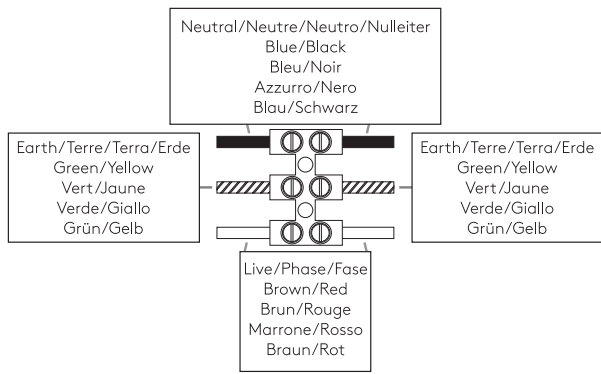 Neutral/Neutre/Neutro/Nulleiter
Blue/Black
Bleu/Noir
Azzurro/Nero
Blau/Schwarz
Earth/Terre/Terra/Erde
Green/Yellow
Vert/Jaune
Verde/Giallo
Grün/Gelb
Earth/Terre/Terra/Erde
Green/Yellow
Vert/Jaune
Verde/Giallo
Grün/Gelb
Live/Phase/Fase
Brown/Red
Brun/Rouge
Marrone/Rosso
Braun/Rot